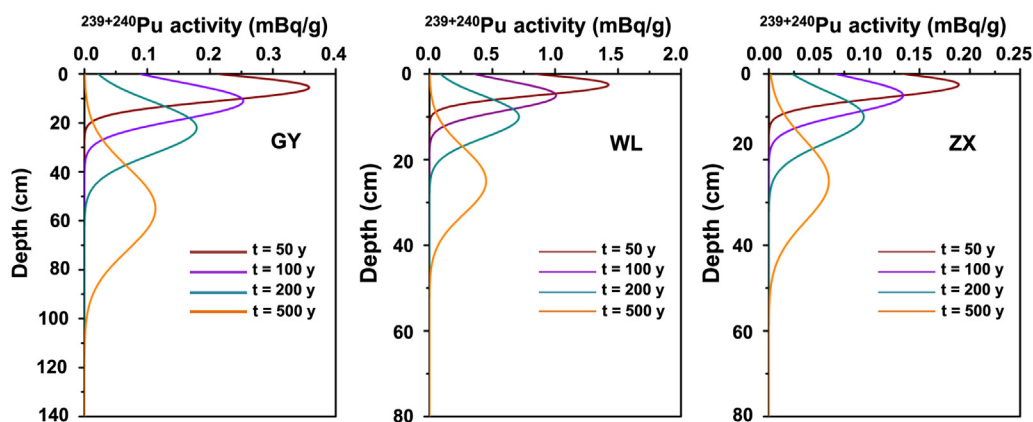 ²³⁹⁺²⁴⁰Pu activity (mBq/g)
0.0 0.1 0.2 0.3 0.4
0
20
40
60
80
100
120
140
Depth (cm)
GY
t = 50 y
t = 100 y
t = 200 y
t = 500 y
²³⁹⁺²⁴⁰Pu activity (mBq/g)
0.0 0.5 1.0 1.5 2.0
0
20
40
60
80
Depth (cm)
WL
t = 50 y
t = 100 y
t = 200 y
t = 500 y
²³⁹⁺²⁴⁰Pu activity (mBq/g)
0.00 0.05 0.10 0.15 0.20 0.25
0
20
40
60
80
Depth (cm)
ZX
t = 50 y
t = 100 y
t = 200 y
t = 500 y